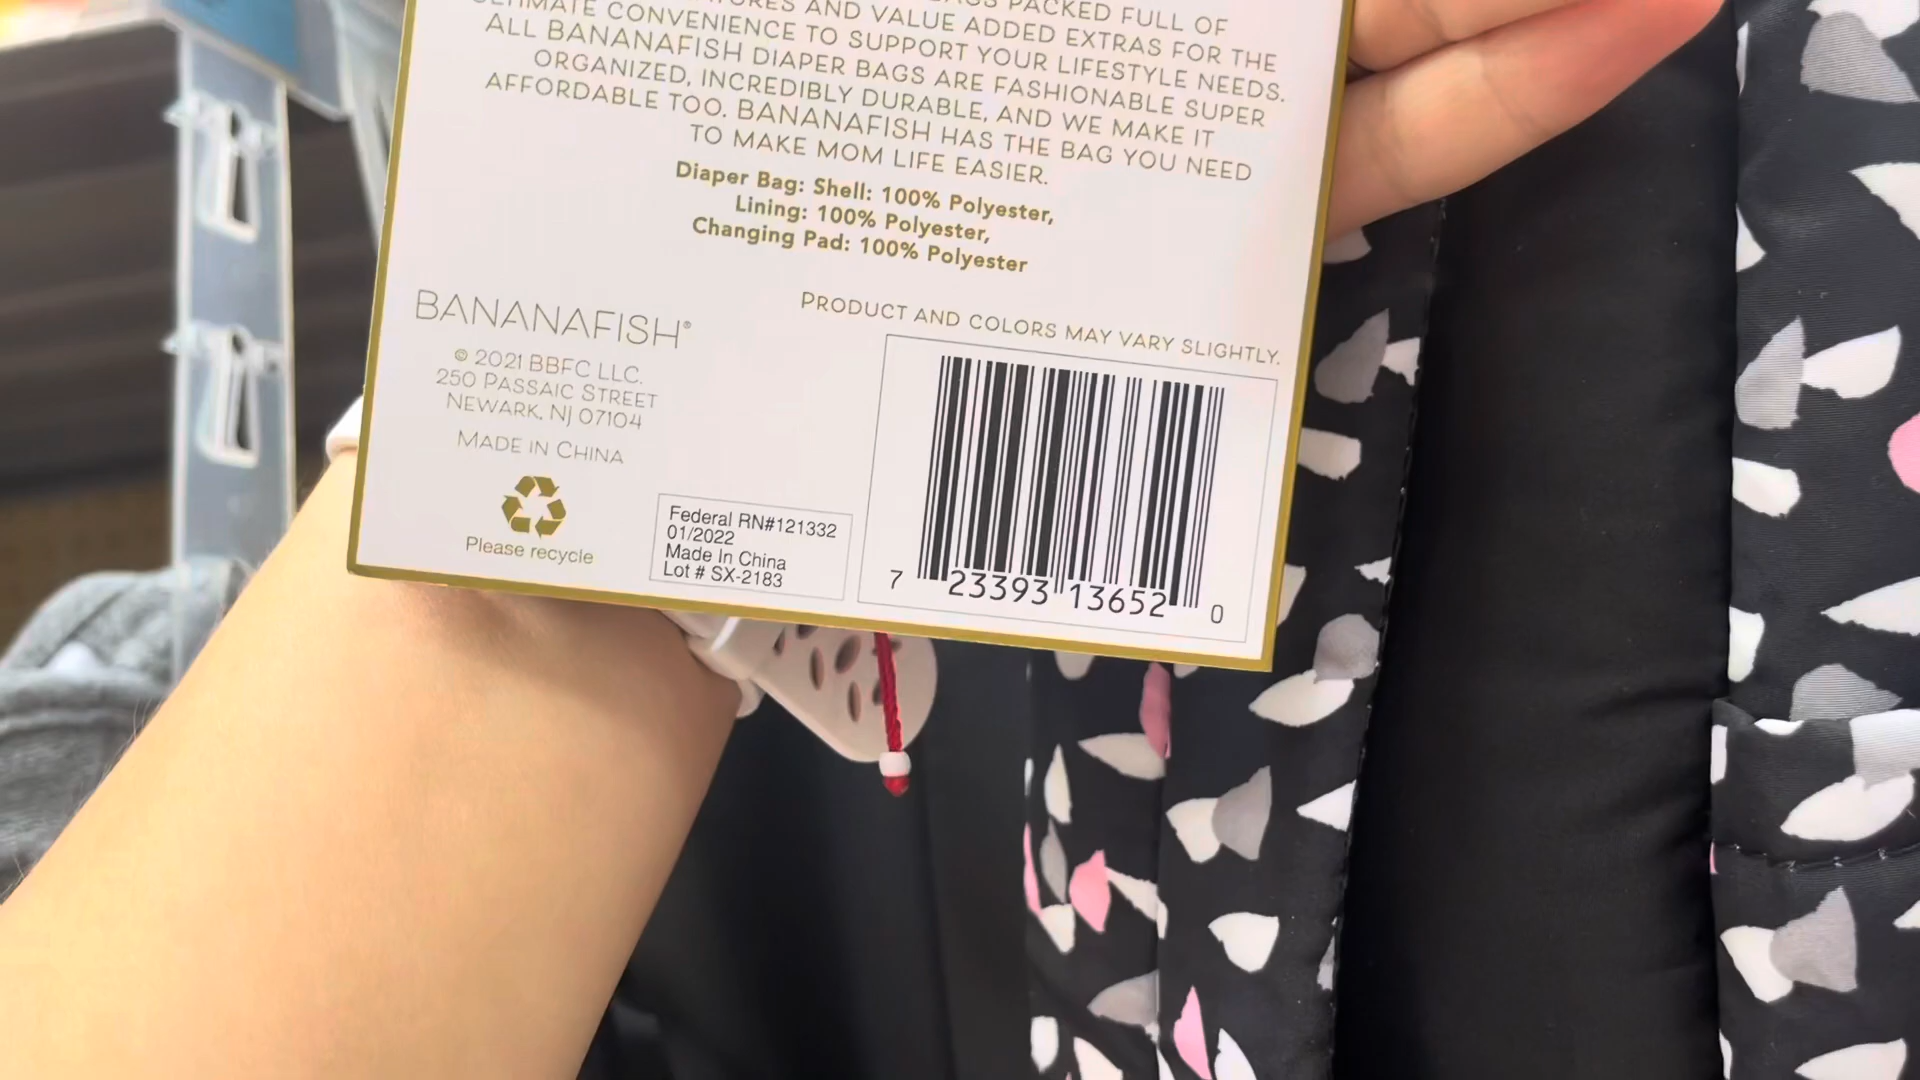 PACKED FULL OF
AND VALUE ADDED EXTRAS FOR THE
ULTIMATE CONVENIENCE TO SUPPORT YOUR LIFESTYLE NEEDS.
ALL BANANAFISH DIAPER BAGS ARE FASHIONABLE SUPER
ORGANIZED, INCREDIBLY DURABLE, AND WE MAKE IT
AFFORDABLE TOO. BANANAFISH HAS THE BAG YOU NEED
TO MAKE MOM LIFE EASIER.
Diaper Bag: Shell: 100% Polyester,
Lining: 100% Polyester,
Changing Pad: 100% Polyester
PRODUCT AND COLORS MAY VARY SLIGHTLY.
BANANAFISH®
© 2021 BBFC LLC.
250 PASSAIC STREET
NEWARK, NJ 07104
MADE IN CHINA
Please recycle
Federal RN#121332
01/2022
Made In China
Lot # SX-2183
7 23393 13652 0